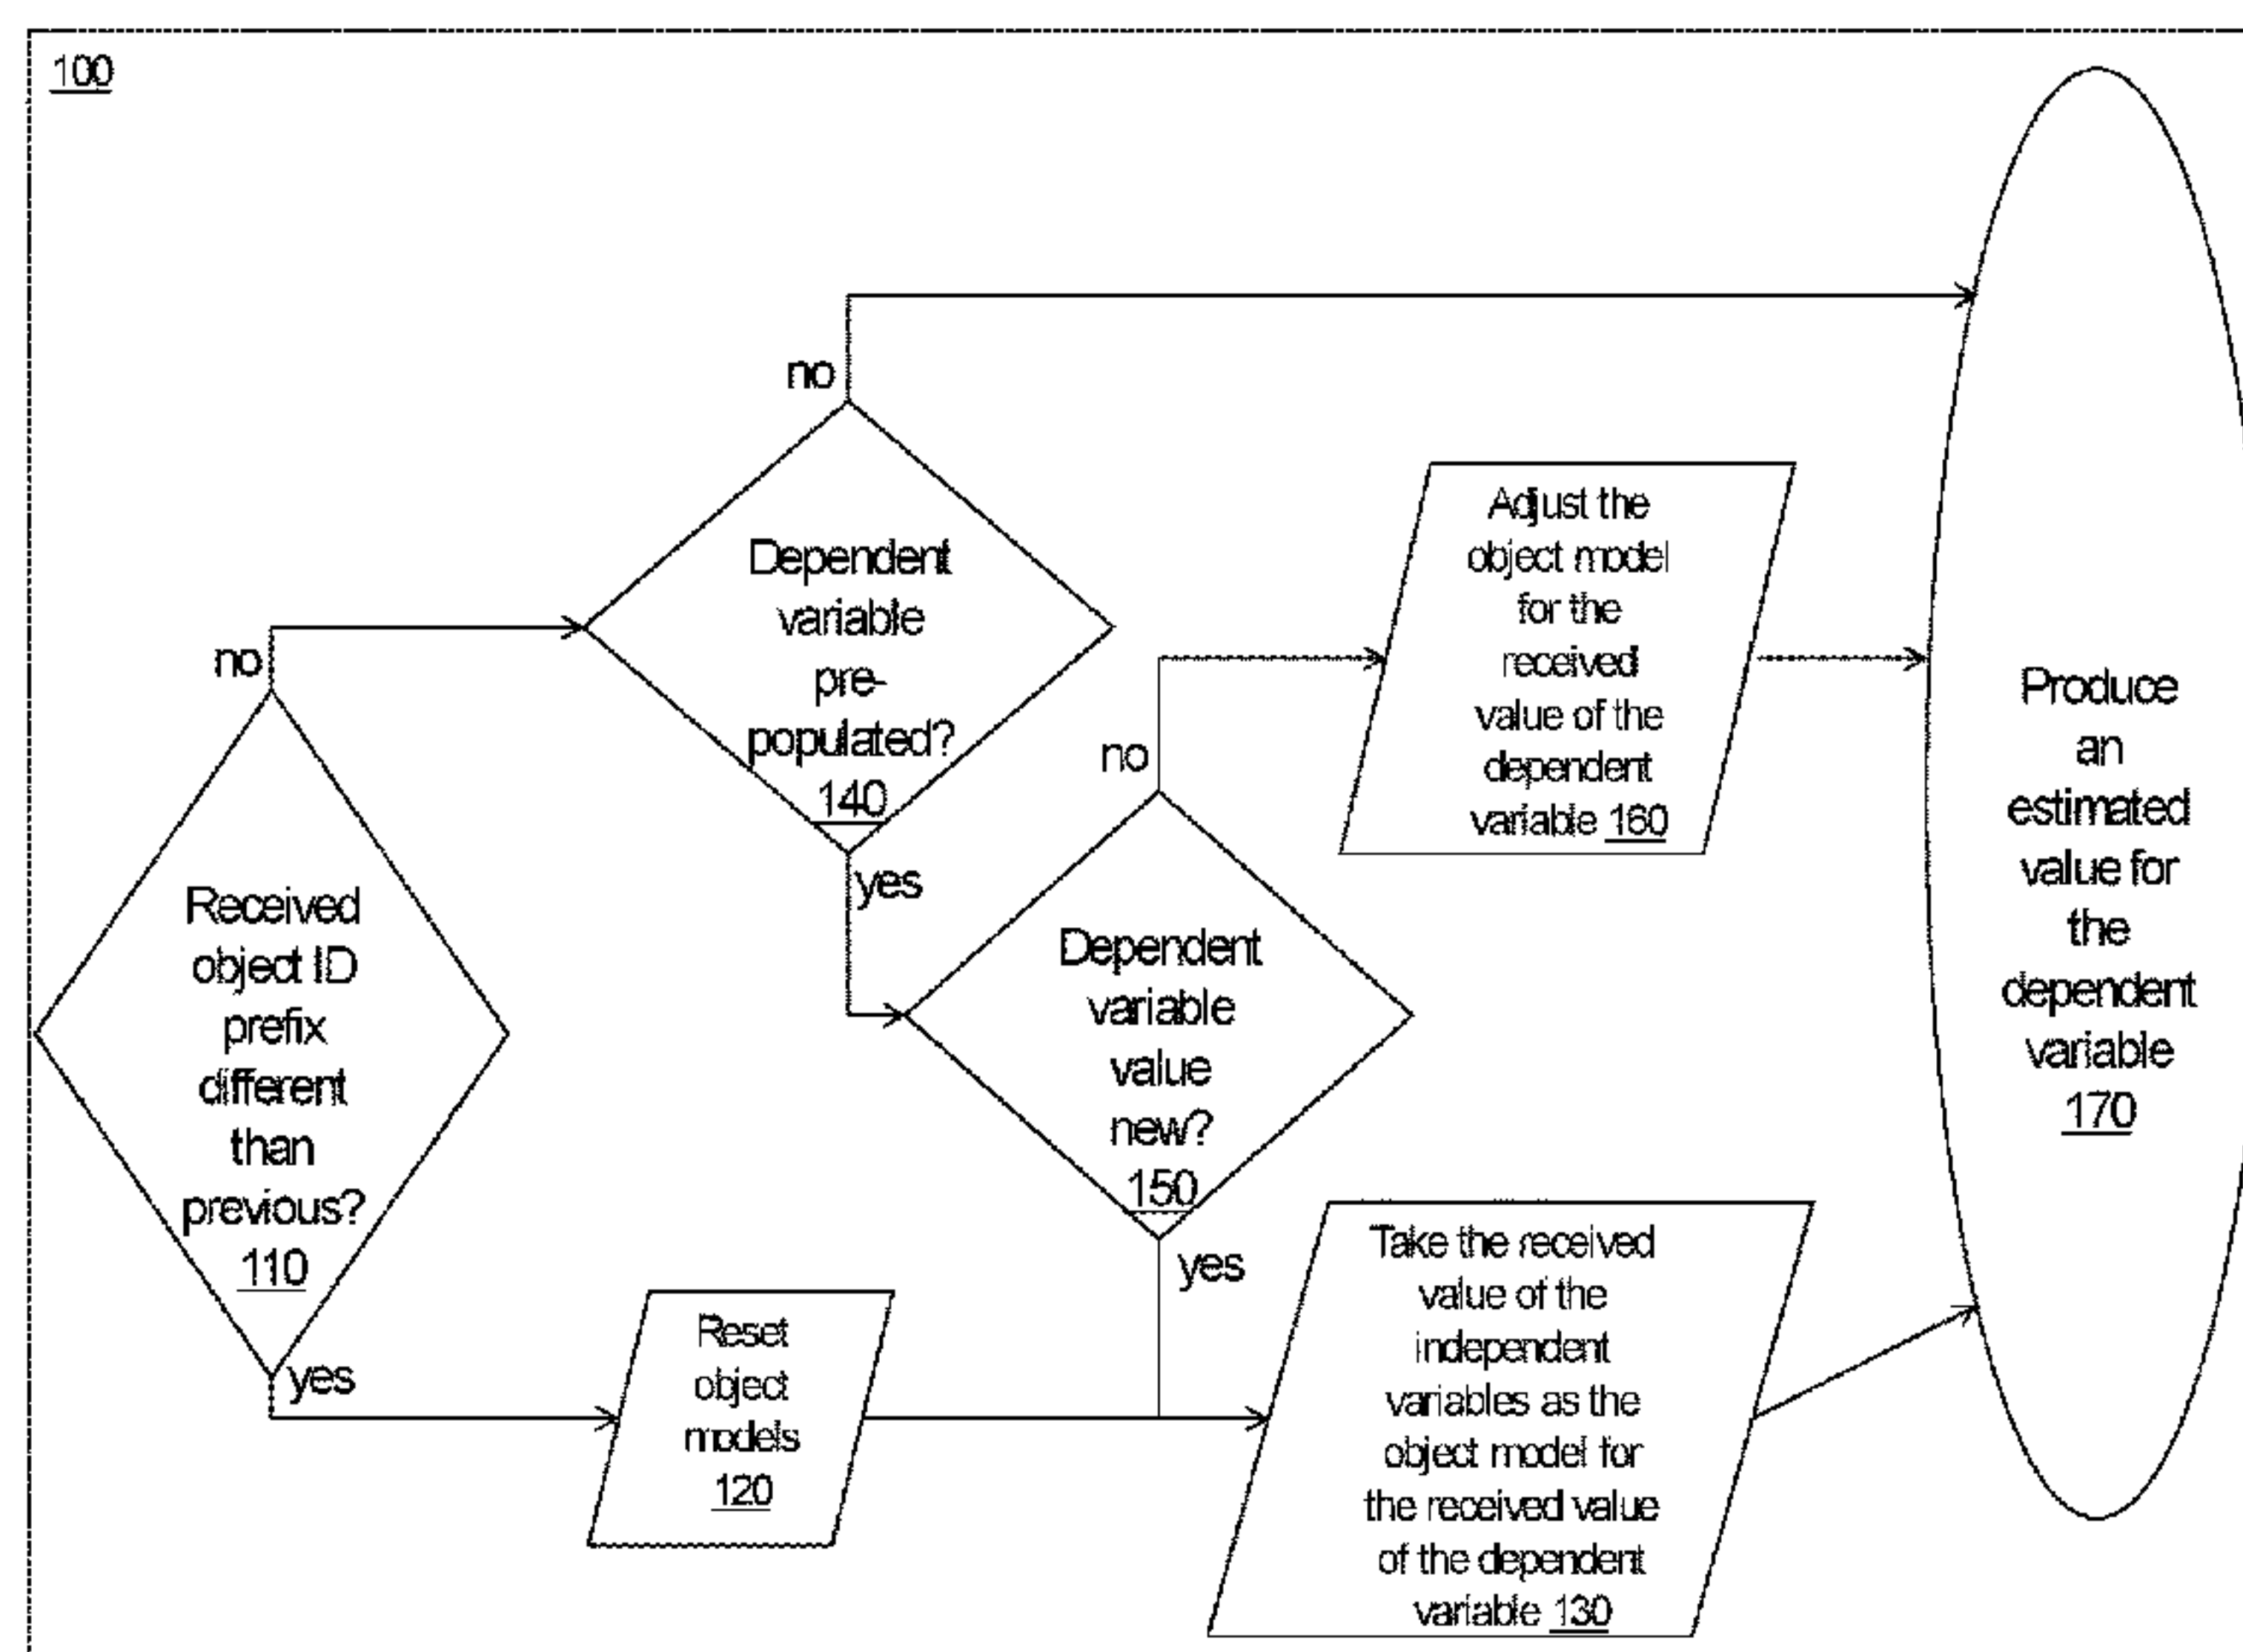 100
no
Dependent
variable
pre-
populated?
140
yes
no
Received
object ID
prefix
different
than
previous?
110
yes
Reset
object
models
120
Dependent
variable
value
new?
150
no
yes
Adjust the
object model
for the
received
value of the
dependent
variable 160
Take the received
value of the
independent
variables as the
object model for
the received value
of the dependent
variable 130
Produce
an
estimated
value for
the
dependent
variable
170